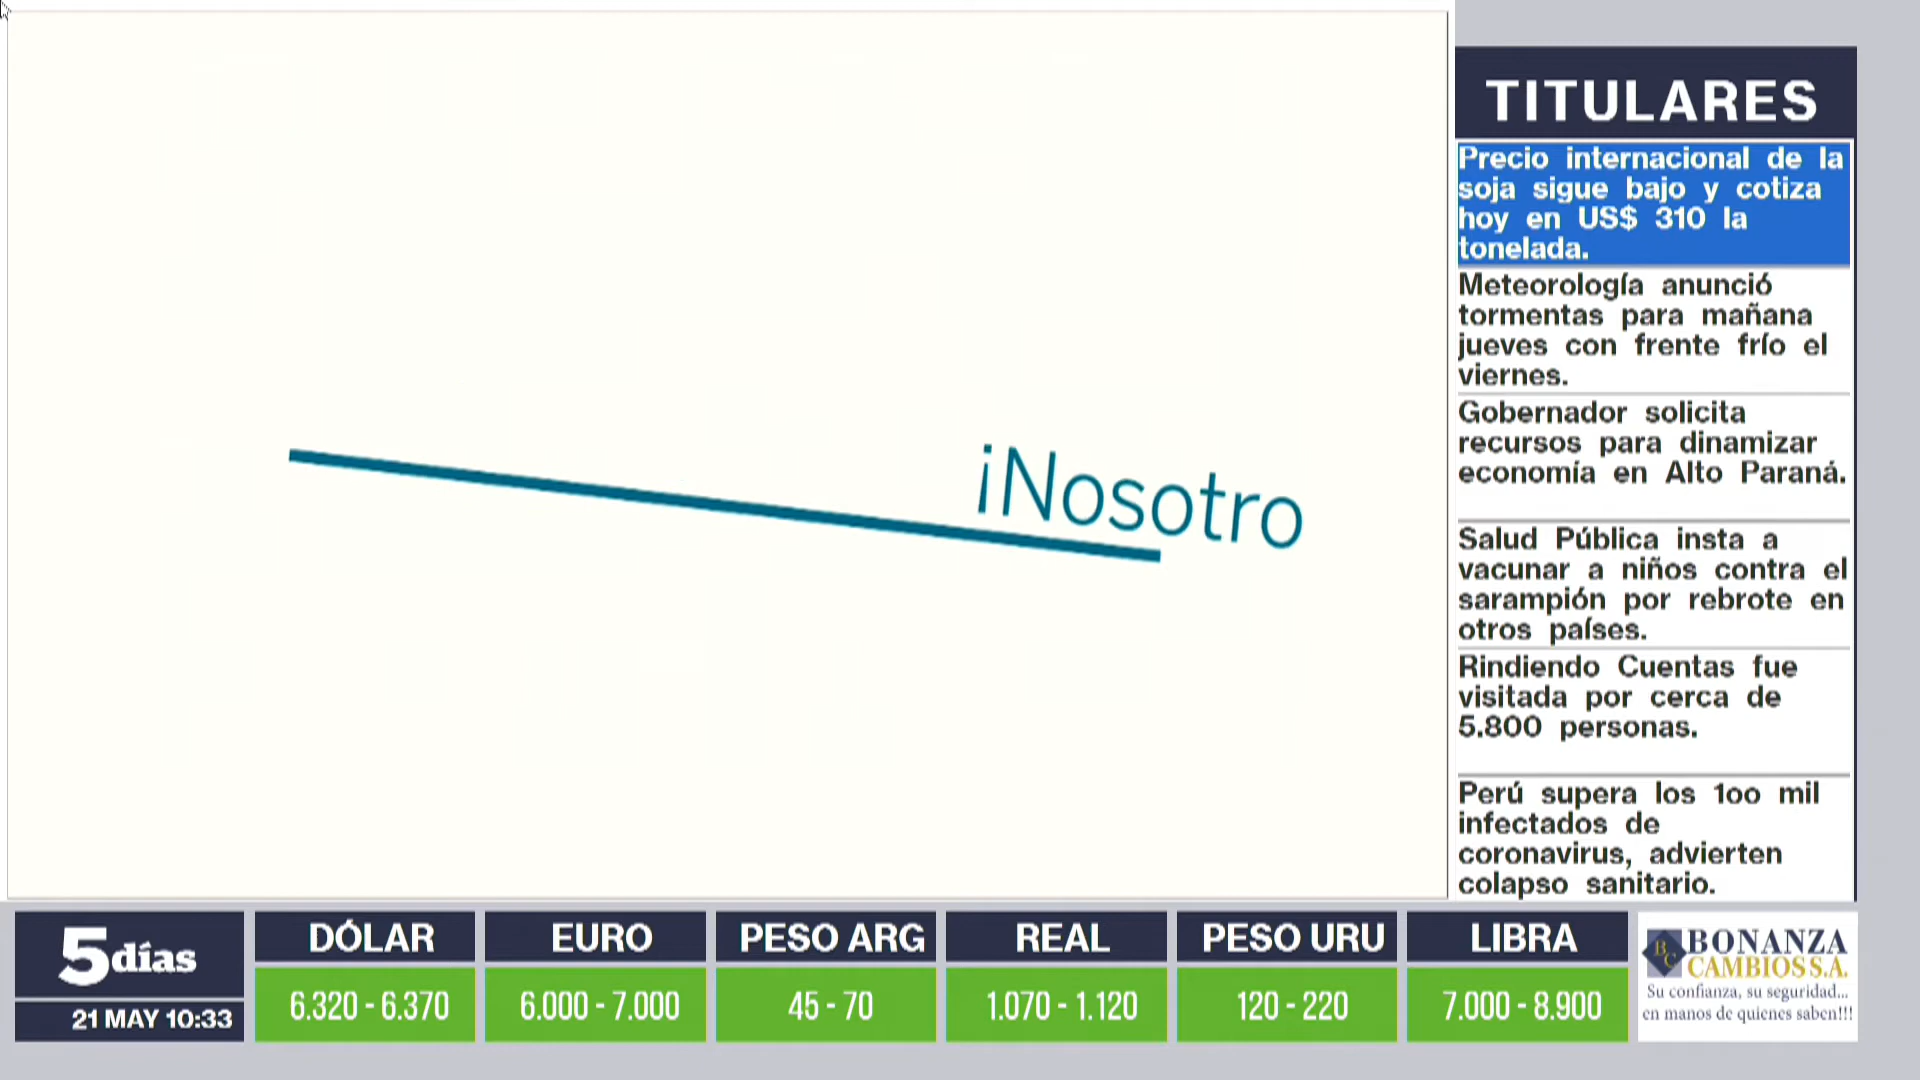 ¡Nosotro
TITULARES
Precio internacional de la
soja sigue bajo y cotiza
hoy en US$ 310 la
tonelada.
Meteorología anunció
tormentas para mañana
jueves con frente frío el
viernes.
Gobernador solicita
recursos para dinamizar
economía en Alto Paraná.
Salud Pública insta a
vacunar a niños contra el
sarampión por rebrote en
otros países.
Rindiendo Cuentas fue
visitada por cerca de
5.800 personas.
Perú supera los 1oo mil
infectados de
coronavirus, advierten
colapso sanitario.
5días
21 MAY 10:33
DÓLAR
6.320 - 6.370
EURO
6.000 - 7.000
PESO ARG
45 - 70
REAL
1.070 - 1.120
PESO URU
120 - 220
LIBRA
7.000 - 8.900
BC
BONANZA
CAMBIOS S.A.
Su confianza, su seguridad...
en manos de quienes saben!!!